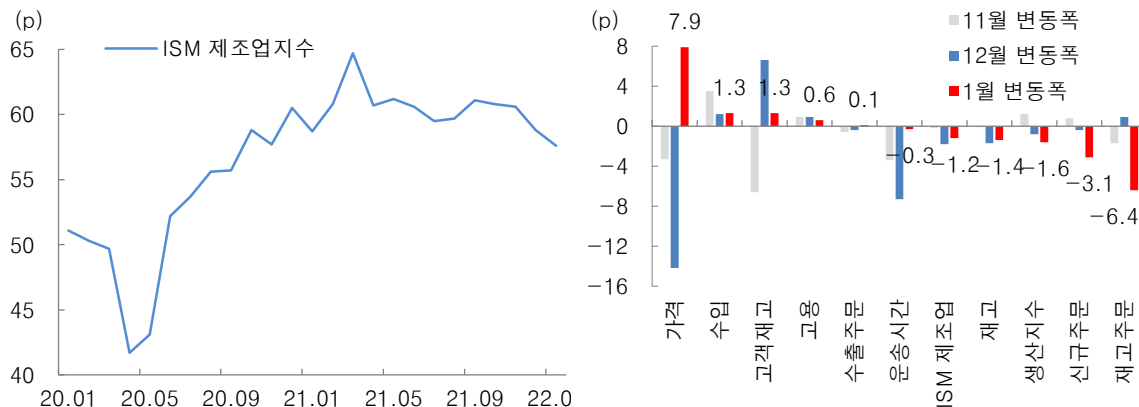 (p)
ISM 제조업지수
65
60
55
50
45
40
20.01
20.05
20.09
21.01
21.05
21.09
22.0
(p)
11월 변동폭
12월 변동폭
1월 변동폭
8
4
0
−4
−8
−12
−16
7.9
1.3
1.3
0.6
0.1
−0.3
−1.2
−1.4
−1.6
−3.1
−6.4
가격
수입
고객재고
고용
수출주문
운송시간
ISM 제조업
재고
생산지수
신규주문
재고주문